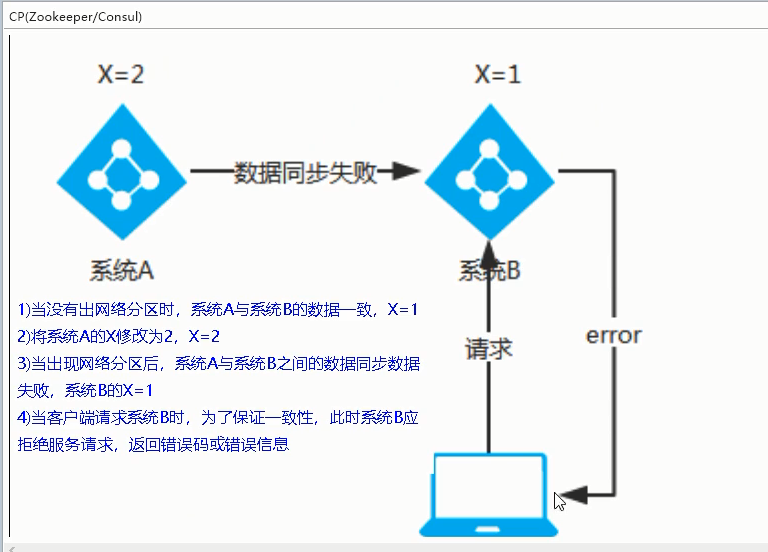 CP(Zookeeper/Consul)
X=2
X=1
数据同步失败
系统A
系统B
1)当没有出网络分区时，系统A与系统B的数据一致，X=1
2)将系统A的X修改为2，X=2
3)当出现网络分区后，系统A与系统B之间的数据同步数据
失败，系统B的X=1
4)当客户端请求系统B时，为了保证一致性，此时系统B应
拒绝服务请求，返回错误码或错误信息
请求
error